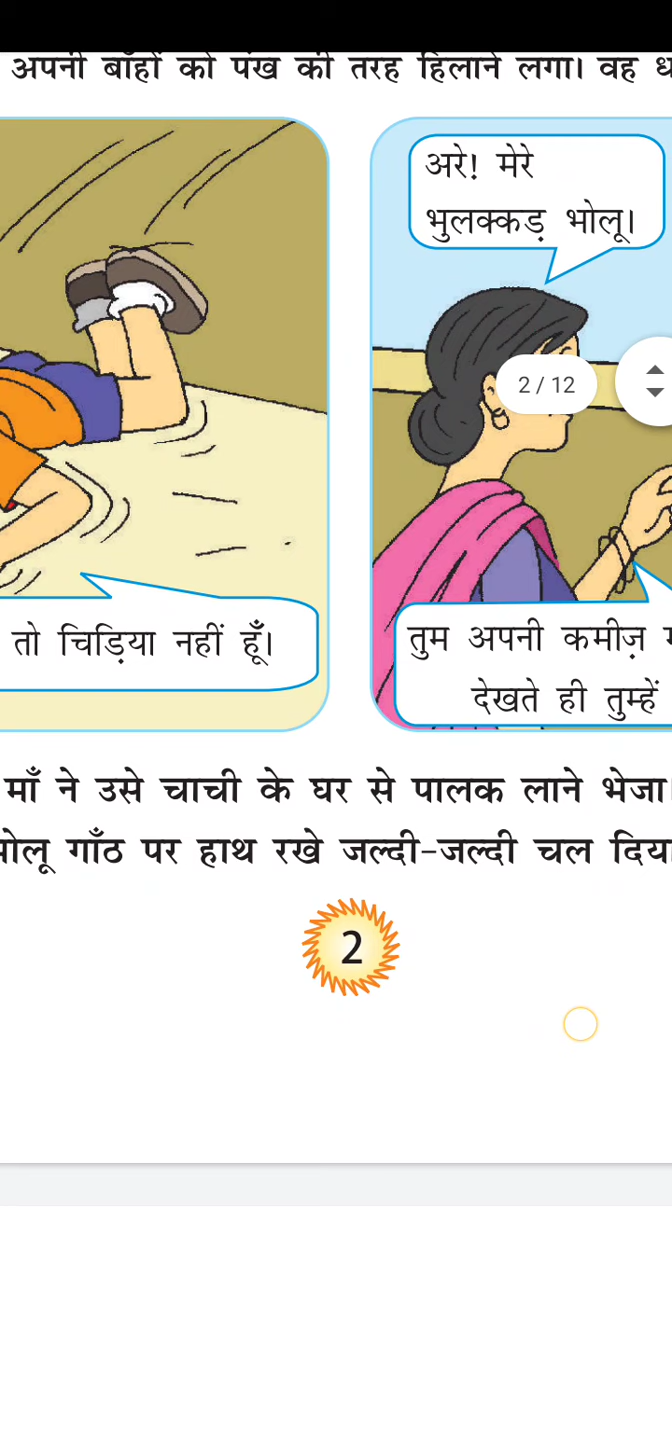 अपनी बाँहों को पंख की तरह हिलाने लगा। वह
अरे! मेरे
भुलक्कड़ भोलू।
2 / 12
तो चिड़िया नहीं हूँ।
तुम अपनी कमीज़
देखते ही तुम्हें
माँ ने उसे चाची के घर से पालक लाने भेजा।
गाँठ पर हाथ रखे जल्दी-जल्दी चल
2